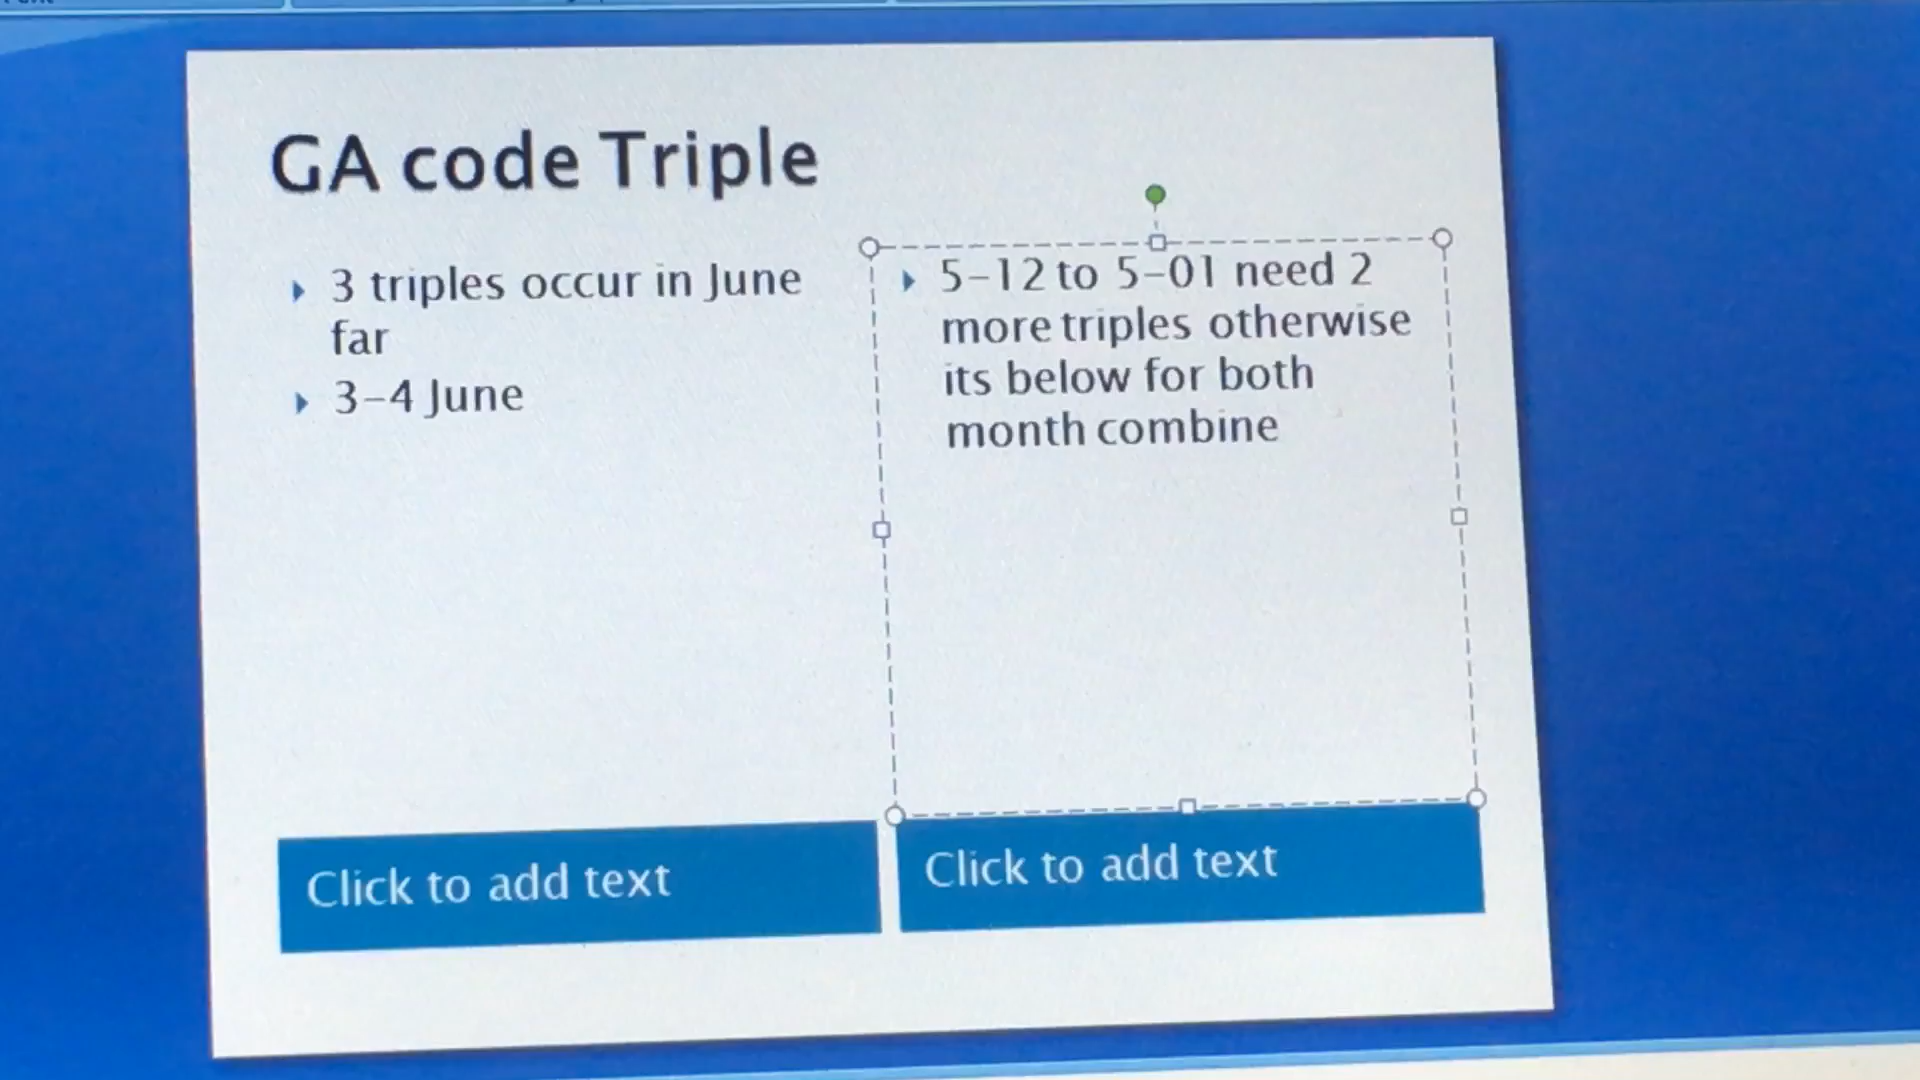 GA code Triple
3 triples occur in June
far
3-4 June
5-12 to 5-01 need 2
more triples otherwise
its below for both
month combine
Click to add text
Click to add text